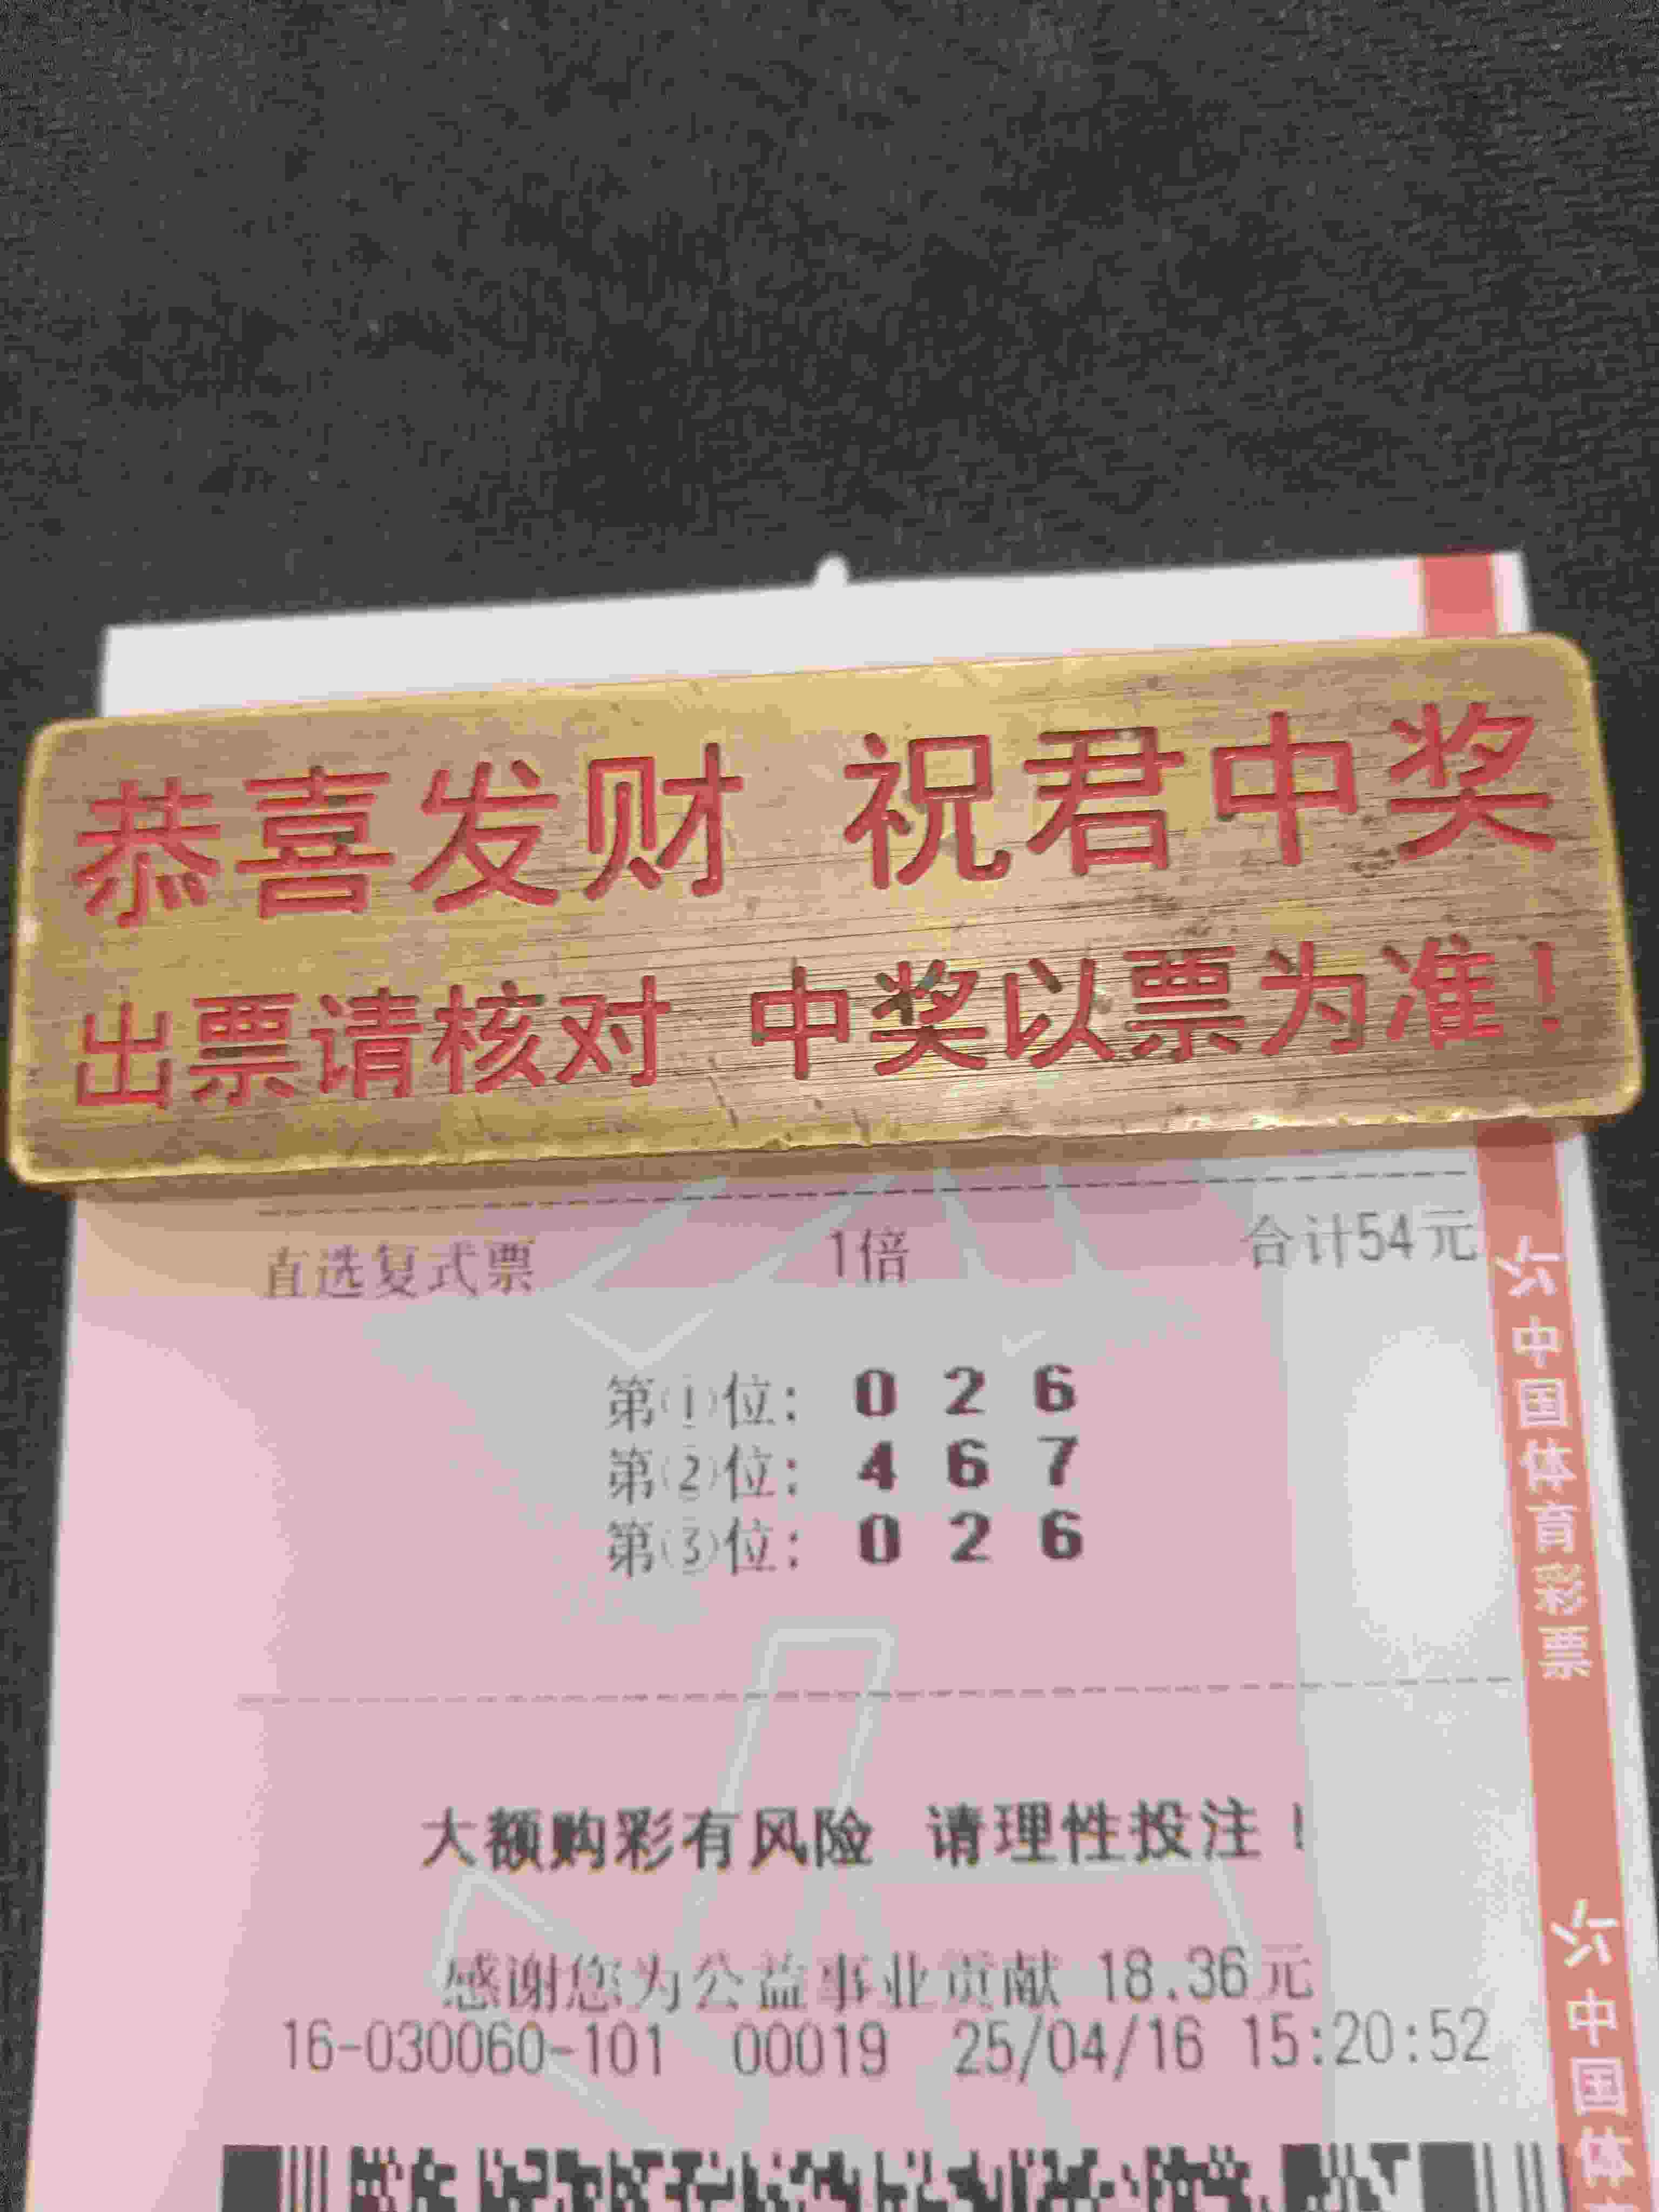 恭喜发财 祝君中奖
出票请核对 中奖以票为准！
直选复式票 1倍 合计54元
第(1)位： 0 2 6
第(2)位： 4 6 7
第(3)位： 0 2 6
大额购彩有风险 请理性投注！
感谢您为公益事业贡献 18.36元
16-030060-101 00019 25/04/16 15:20:52
中国体育彩票
中国体